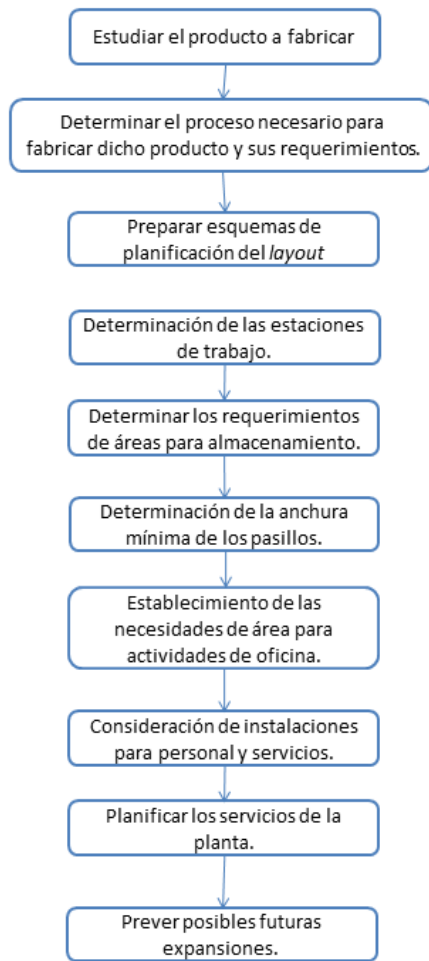 Estudiar el producto a fabricar
Determinar el proceso necesario para
fabricar dicho producto y sus requerimientos.
Preparar esquemas de
planificación del layout
Determinación de las estaciones
de trabajo.
Determinar los requerimientos
de áreas para almacenamiento.
Determinación de la anchura
mínima de los pasillos.
Establecimiento de las
necesidades de área para
actividades de oficina.
Consideración de instalaciones
para personal y servicios.
Planificar los servicios de la
planta.
Prever posibles futuras
expansiones.